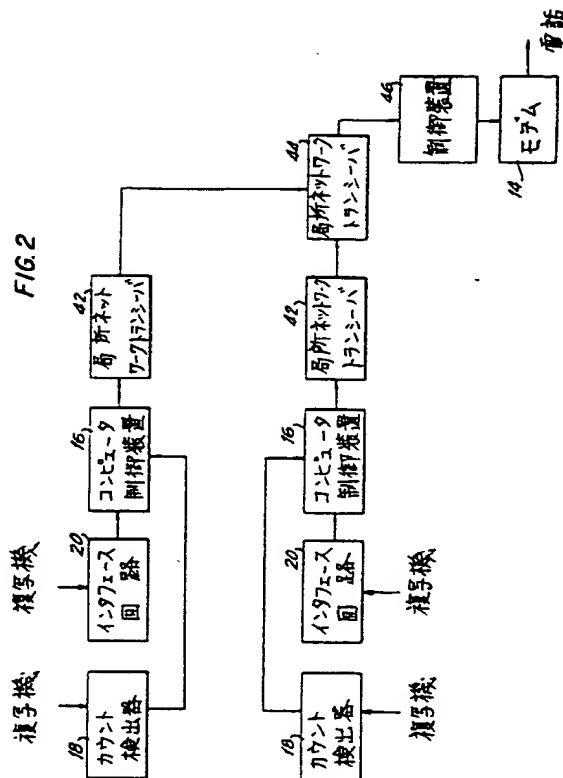 FIG.2
複写機
複写機
18
カウント
検出器
20
インタフェース
回 路
16
コンピュータ
制御装置
42
局所ネット
ワークトランシーバ
18
カウント
検出器
複写機
20
インタフェース
回 路
複写機
16
コンピュータ
制御装置
42
局所ネットワーク
トランシーバ
44
局所ネットワーク
トランシーバ
46
制御装置
14
モデム
電話